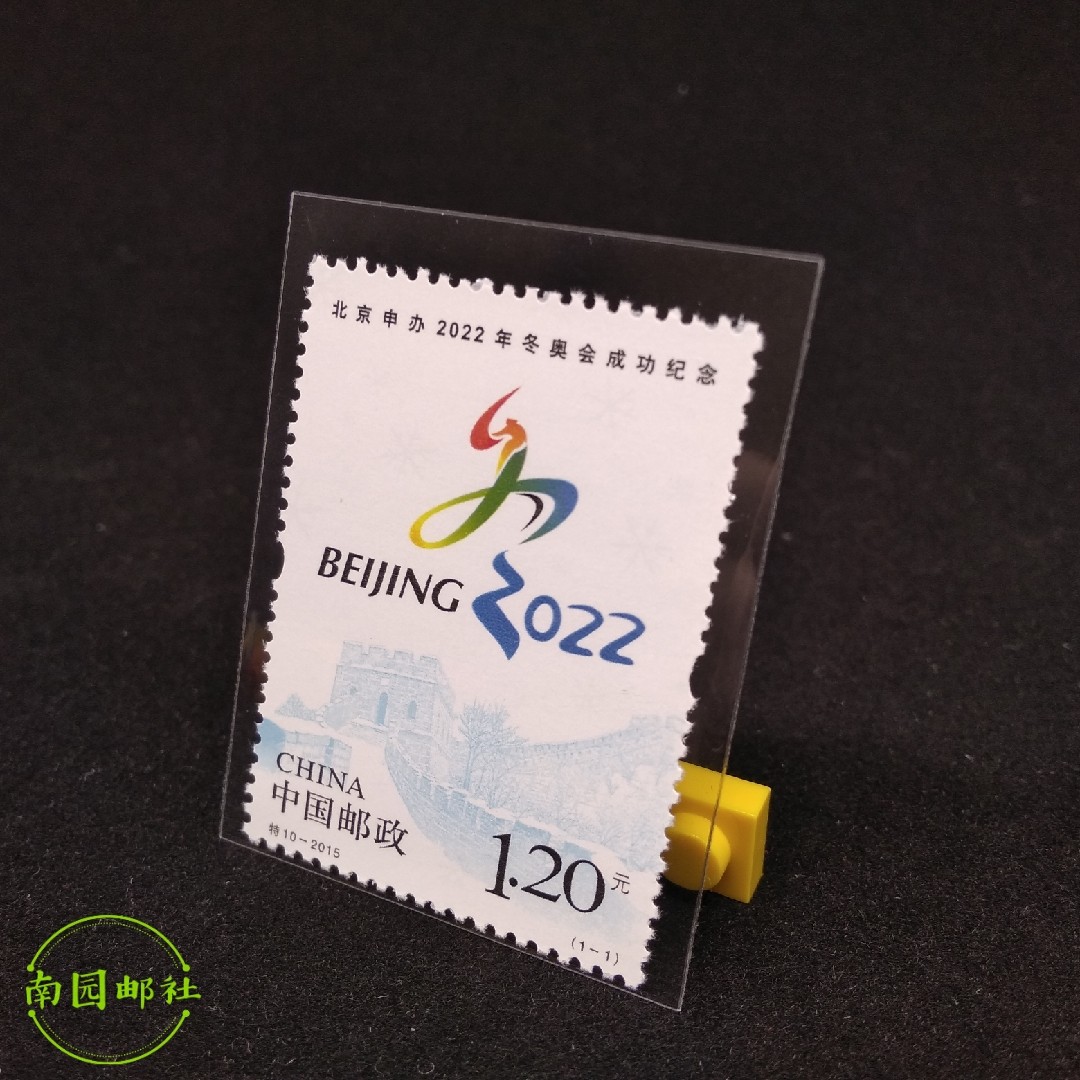 北京申办2022年冬奥会成功纪念
BEIJING 2022
CHINA
中国邮政
特10-2015
1.20元
(1-1)
南园邮社